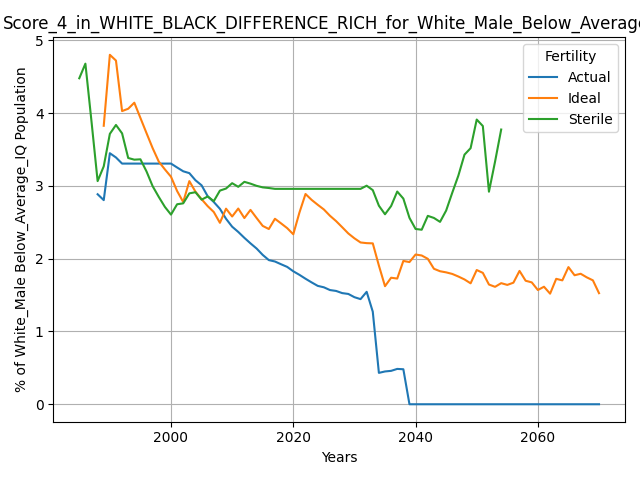 Score_4_in_WHITE_BLACK_DIFFERENCE_RICH_for_White_Male_Below_Average
% of White_Male Below_Average_IQ Population
5
4
3
2
1
0
Fertility
Actual
Ideal
Sterile
2000 2020 2040 2060
Years